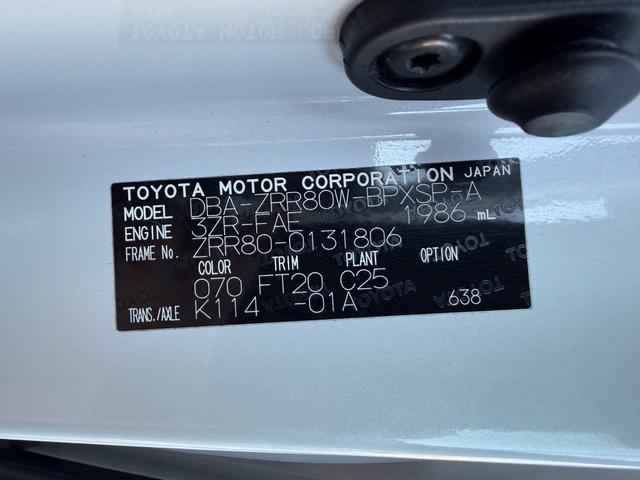 TOYOTA MOTOR CORPORATION JAPAN
MODEL DBA-ZRR80W-BPXSP-A
ENGINE 3ZR-FAE 1986 mL
FRAME No. ZRR80-0131806
COLOR TRIM PLANT OPTION
070 FT20 C25
TRANS./AXLE K114 -01A 638